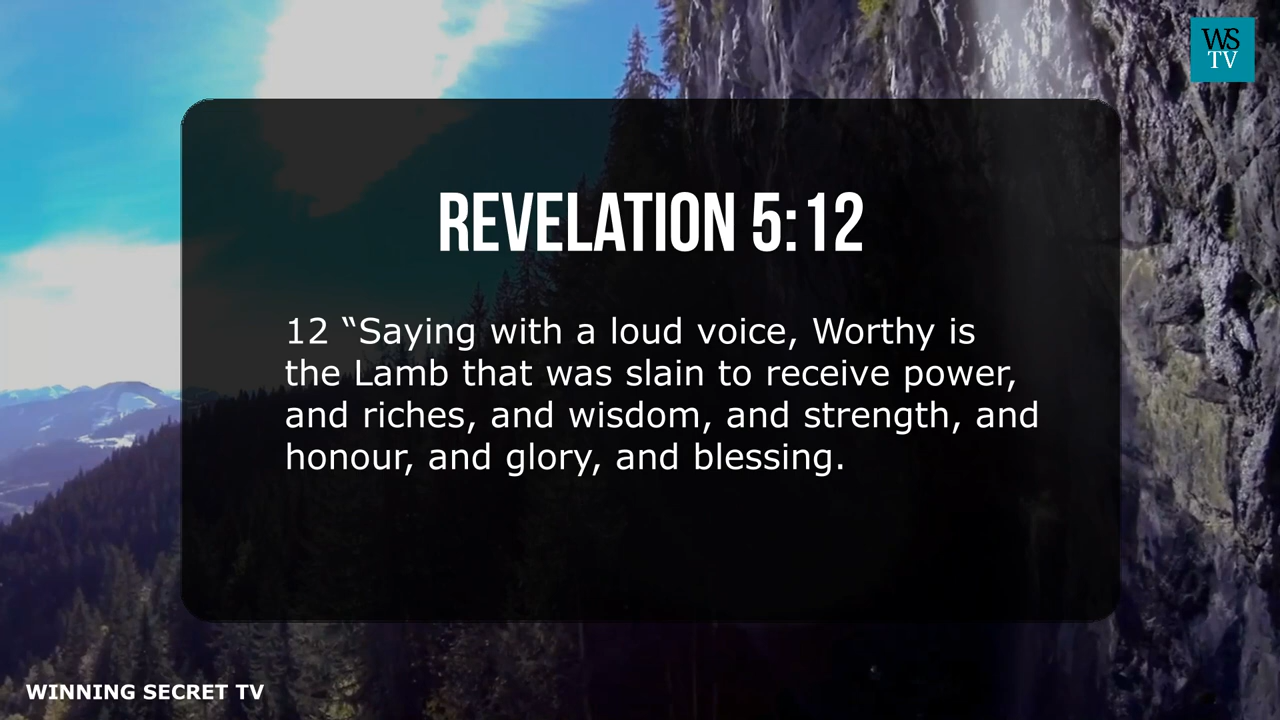 WS
TV
REVELATION 5:12
12 “Saying with a loud voice, Worthy is
the Lamb that was slain to receive power,
and riches, and wisdom, and strength, and
honour, and glory, and blessing.
WINNING SECRET TV